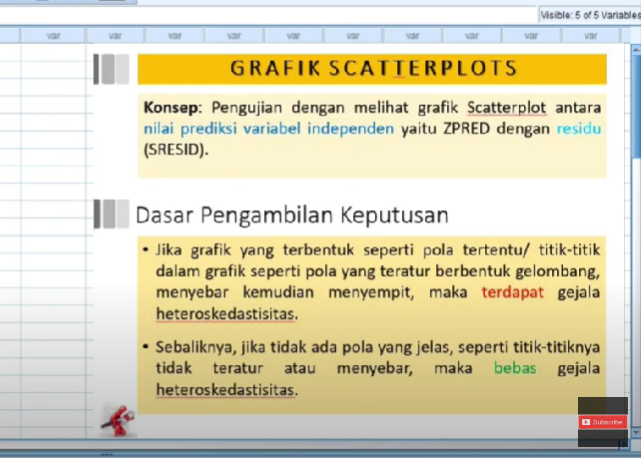 Visible: 5 of 5 Variables
var var var var var var var var var var
GRAFIK SCATTERPLOTS
Konsep: Pengujian dengan melihat grafik Scatterplot antara
nilai prediksi variabel independen yaitu ZPRED dengan residu
(SRESID).
Dasar Pengambilan Keputusan
• Jika grafik yang terbentuk seperti pola tertentu/ titik-titik
dalam grafik seperti pola yang teratur berbentuk gelombang,
menyebar kemudian menyempit, maka terdapat gejala
heteroskedastisitas.
• Sebaliknya, jika tidak ada pola yang jelas, seperti titik-titiknya
tidak teratur atau menyebar, maka bebas gejala
heteroskedastisitas.
Subscribe